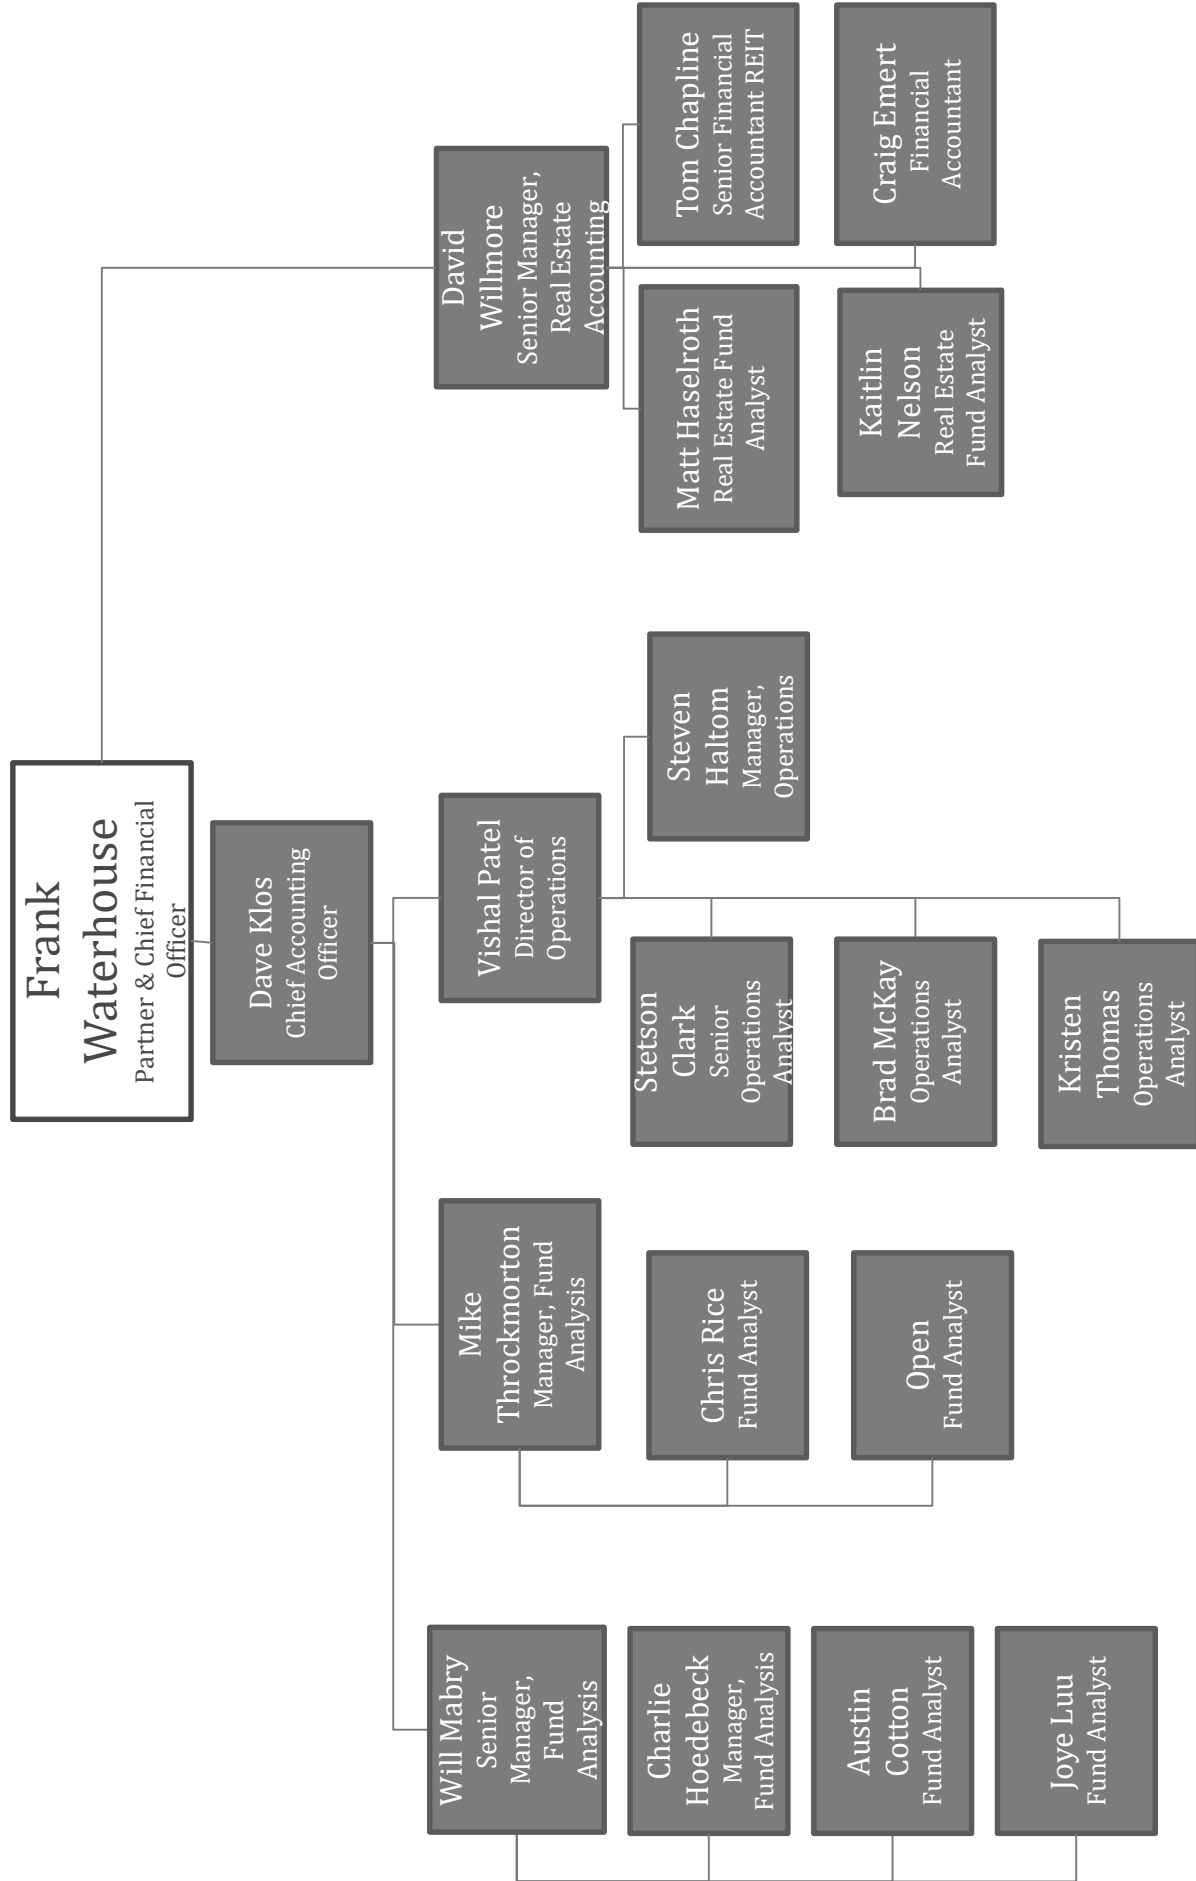 Frank
Waterhouse
Partner & Chief Financial
Officer
Dave Klos
Chief Accounting
Officer
Will Mabry
Senior
Manager,
Fund
Analysis
Charlie
Hoedebeck
Manager,
Fund Analysis
Austin
Cotton
Fund Analyst
Joye Luu
Fund Analyst
Mike
Throckmorton
Manager, Fund
Analysis
Chris Rice
Fund Analyst
Open
Fund Analyst
Vishal Patel
Director of
Operations
Stetson
Clark
Senior
Operations
Analyst
Steven
Haltom
Manager,
Operations
Brad McKay
Operations
Analyst
Kristen
Thomas
Operations
Analyst
David
Willmore
Senior Manager,
Real Estate
Accounting
Matt Haselroth
Real Estate Fund
Analyst
Tom Chapline
Senior Financial
Accountant REIT
Kaitlin
Nelson
Real Estate
Fund Analyst
Craig Emert
Financial
Accountant